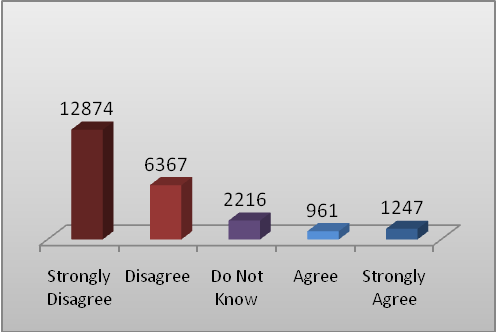 12874
6367
2216
961
1247
Strongly Disagree
Disagree
Do Not Know
Agree
Strongly Agree